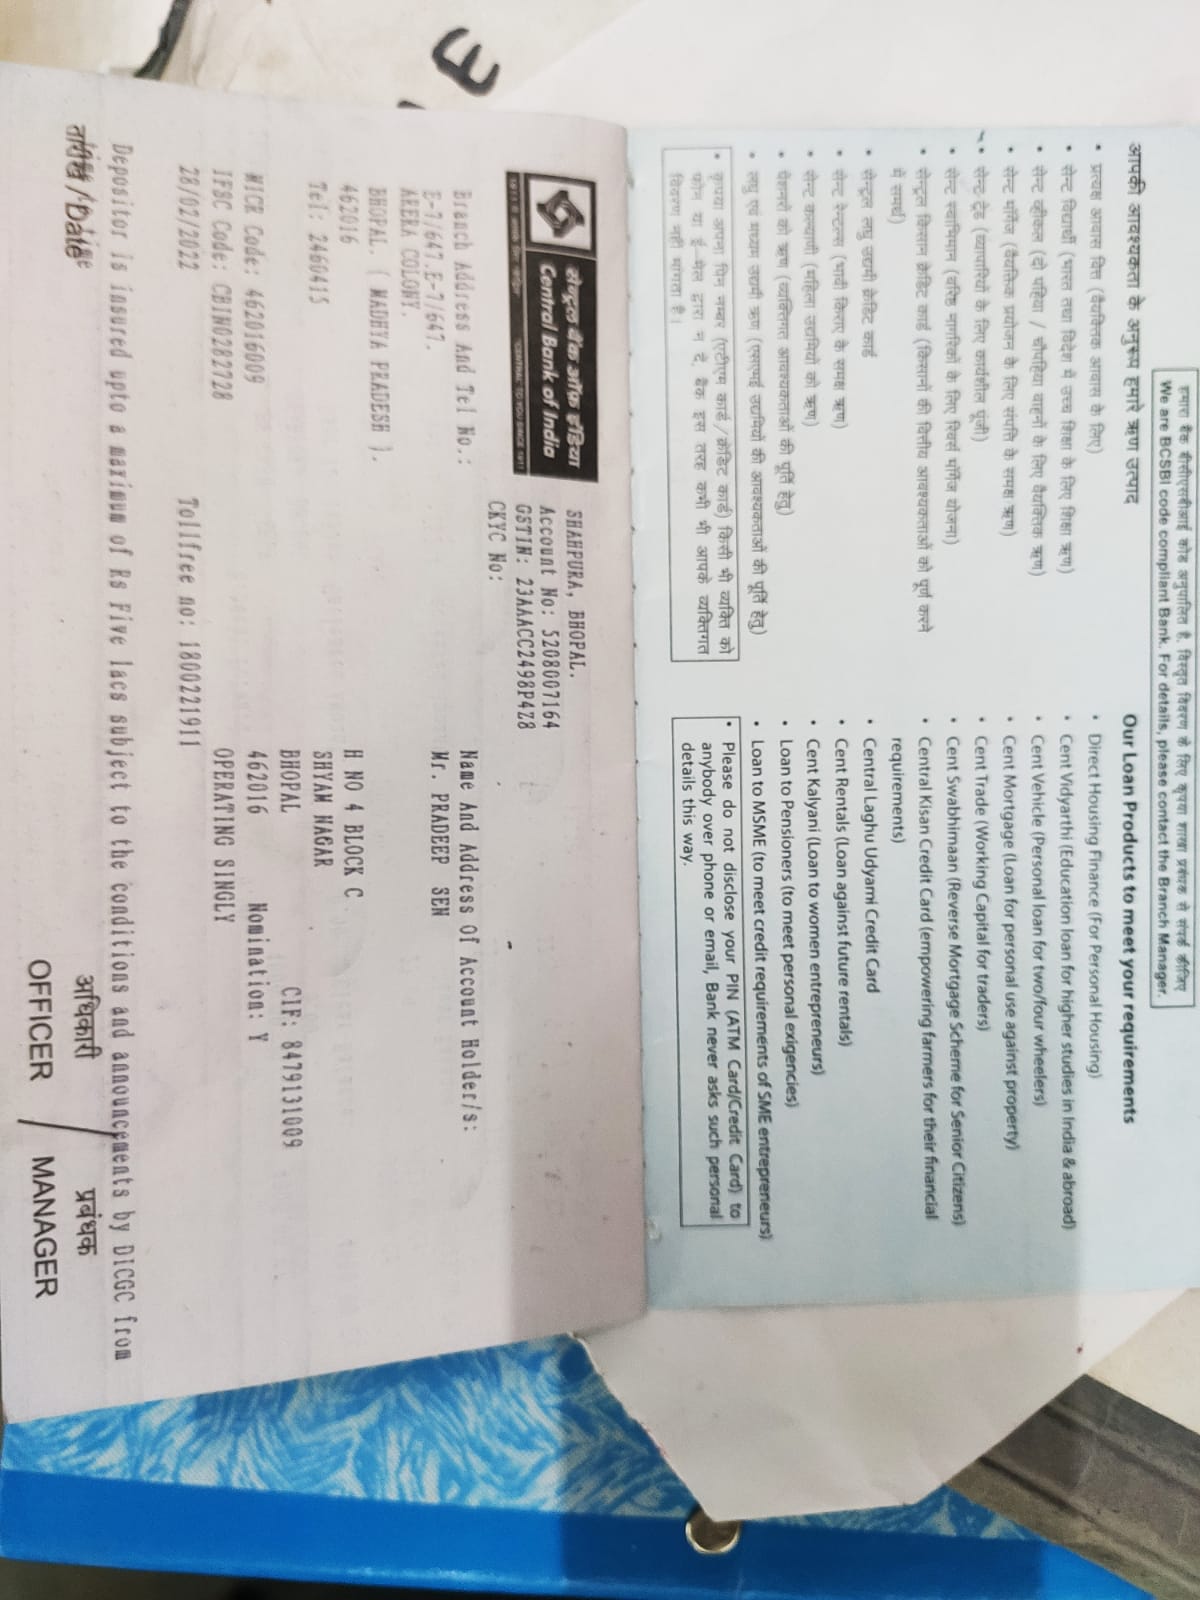 हमारा बैंक बीसीएसबीआई कोड अनुपालित है. विस्तृत विवरण के लिए कृपया शाखा प्रबंधक से संपर्क कीजिए
We are BCSBI code compliant Bank. For details, please contact the Branch Manager.
आपकी आवश्यकता के अनुरूप हमारे ऋण उत्पाद
• प्रत्यक्ष आवास वित्त (वैयक्तिक आवास के लिए)
• सेन्ट विद्यार्थी (भारत तथा विदेश में उच्च शिक्षा के लिए शिक्षा ऋण)
• सेन्ट व्हीकल (दो पहिया / चौपहिया वाहनों के लिए वैयक्तिक ऋण)
• सेन्ट मॉर्गेज (वैयक्तिक प्रयोजन के लिए संपत्ति के समक्ष ऋण)
• सेन्ट ट्रेड (व्यापारियों के लिए कार्यशील पूंजी)
• सेन्ट स्वाभिमान (वरिष्ठ नागरिकों के लिए रिवर्स मॉर्गेज योजना)
• सेन्ट्रल किसान क्रेडिट कार्ड (किसानों की वित्तीय आवश्यकताओं को पूर्ण करने
में समर्थ)
• सेन्ट्रल लघु उद्यमी क्रेडिट कार्ड
• सेन्ट रेन्टल्स (भावी किराए के समक्ष ऋण)
• सेन्ट कल्याणी (महिला उद्यमियों को ऋण)
• पेंशनरों को ऋण (व्यक्तिगत आवश्यकताओं की पूर्ति हेतु)
• लघु एवं मध्यम उद्यमी ऋण (एसएमई उद्यमियों की आवश्यकताओं की पूर्ति हेतु)
• कृपया अपना पिन नम्बर (एटीएम कार्ड/क्रेडिट कार्ड) किसी भी व्यक्ति को
फोन या ई-मेल द्वारा न दें, बैंक इस तरह कभी भी आपके व्यक्तिगत
विवरण नहीं मांगता है।
Our Loan Products to meet your requirements
• Direct Housing Finance (For Personal Housing)
• Cent Vidyarthi (Education loan for higher studies in India & abroad)
• Cent Vehicle (Personal loan for two/four wheelers)
• Cent Mortgage (Loan for personal use against property)
• Cent Trade (Working Capital for traders)
• Cent Swabhimaan (Reverse Mortgage Scheme for Senior Citizens)
• Central Kisan Credit Card (empowering farmers for their financial
requirements)
• Central Laghu Udyami Credit Card
• Cent Rentals (Loan against future rentals)
• Cent Kalyani (Loan to women entrepreneurs)
• Loan to Pensioners (to meet personal exigencies)
• Loan to MSME (to meet credit requirements of SME entrepreneurs)
• Please do not disclose your PIN (ATM Card/Credit Card) to
anybody over phone or email, Bank never asks such personal
details this way.
सेन्ट्रल बैंक ऑफ़ इंडिया
Central Bank of India
"CENTRAL" TO YOU SINCE 1911
SHAHPURA, BHOPAL.
Account No: 5208007164
GSTIN: 23AAACC2498P4Z8
CKYC No:
Branch Address And Tel No.:
E-7/647.E-7/647.
AREERA COLONY.
BHOPAL. ( MADHYA PRADESH ).
462016
Tel: 2460415
Name And Address of Account Holder/s:
Mr. PRADEEP SEN
H NO 4 BLOCK C
SHYAM NAGAR
BHOPAL CIF: 8479131009
462016 Nomination: Y
OPERATING SINGLY
MICR Code: 462016009
IFSC Code: CBIN0282728
28/02/2022 Tollfree no: 1800221911
Depositor is insured upto a maximum of Rs Five lacs subject to the conditions and announcements by DICGC from
तारीख / Date
अधिकारी प्रबंधक
OFFICER / MANAGER
E